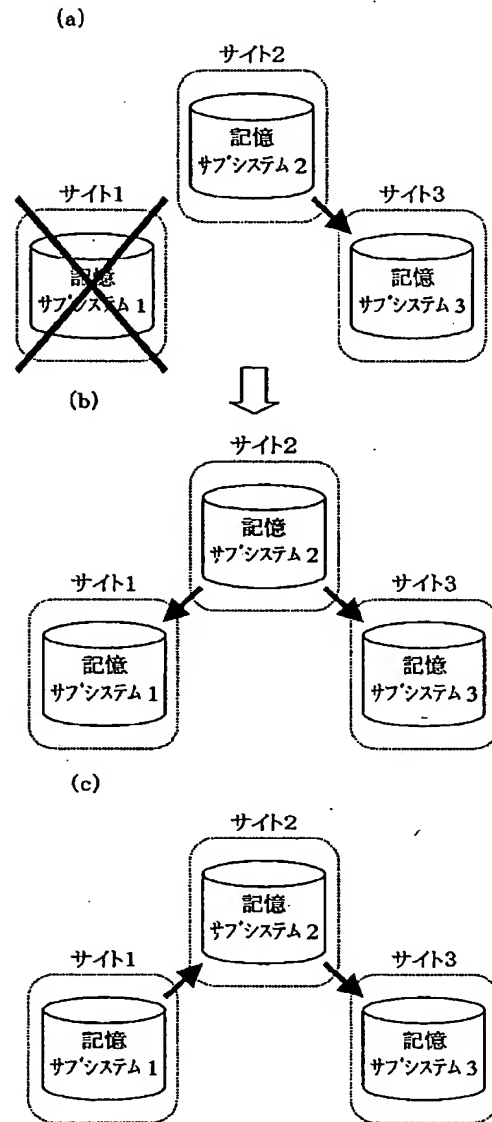 (a)
サイト2
記憶
サブシステム2
サイト1
記憶
サブシステム1
サイト3
記憶
サブシステム3
(b)
サイト2
記憶
サブシステム2
サイト1
記憶
サブシステム1
サイト3
記憶
サブシステム3
(c)
サイト2
記憶
サブシステム2
サイト1
記憶
サブシステム1
サイト3
記憶
サブシステム3